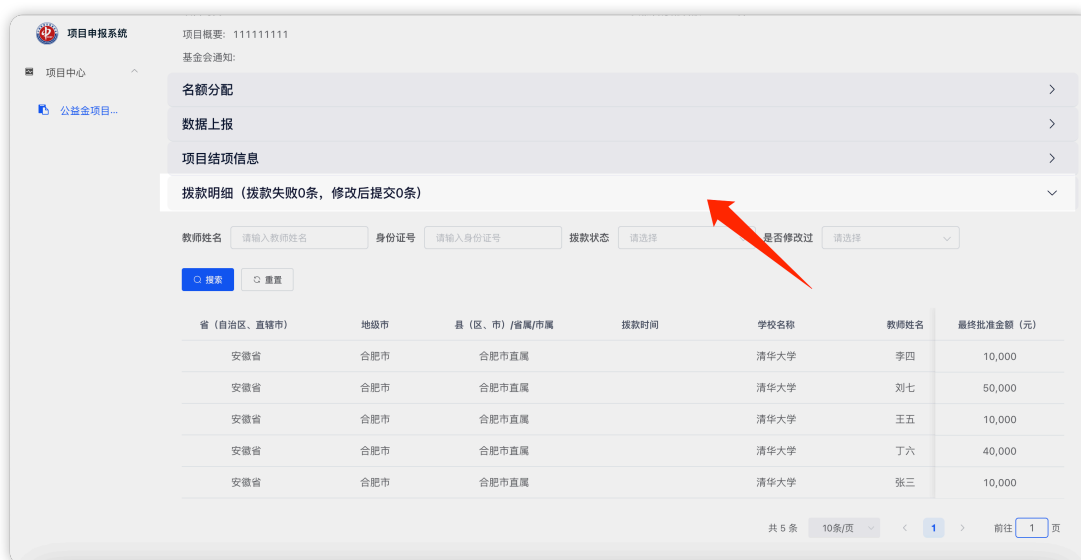 项目申报系统
项目概要: 111111111
基金会通知:
项目中心
公益金项目...
名额分配
数据上报
项目结项信息
拨款明细（拨款失败0条，修改后提交0条）
教师姓名 请输入教师姓名 身份证号 请输入身份证号 拨款状态 请选择 是否修改过 请选择
搜索 重置
省（自治区、直辖市） 地级市 县（区、市）/省属/市属 拨款时间 学校名称 教师姓名 最终批准金额（元）
安徽省 合肥市 合肥市直属 清华大学 李四 10,000
安徽省 合肥市 合肥市直属 清华大学 刘七 50,000
安徽省 合肥市 合肥市直属 清华大学 王五 10,000
安徽省 合肥市 合肥市直属 清华大学 丁六 40,000
安徽省 合肥市 合肥市直属 清华大学 张三 10,000
共 5 条 10条/页 1 前往 1 页